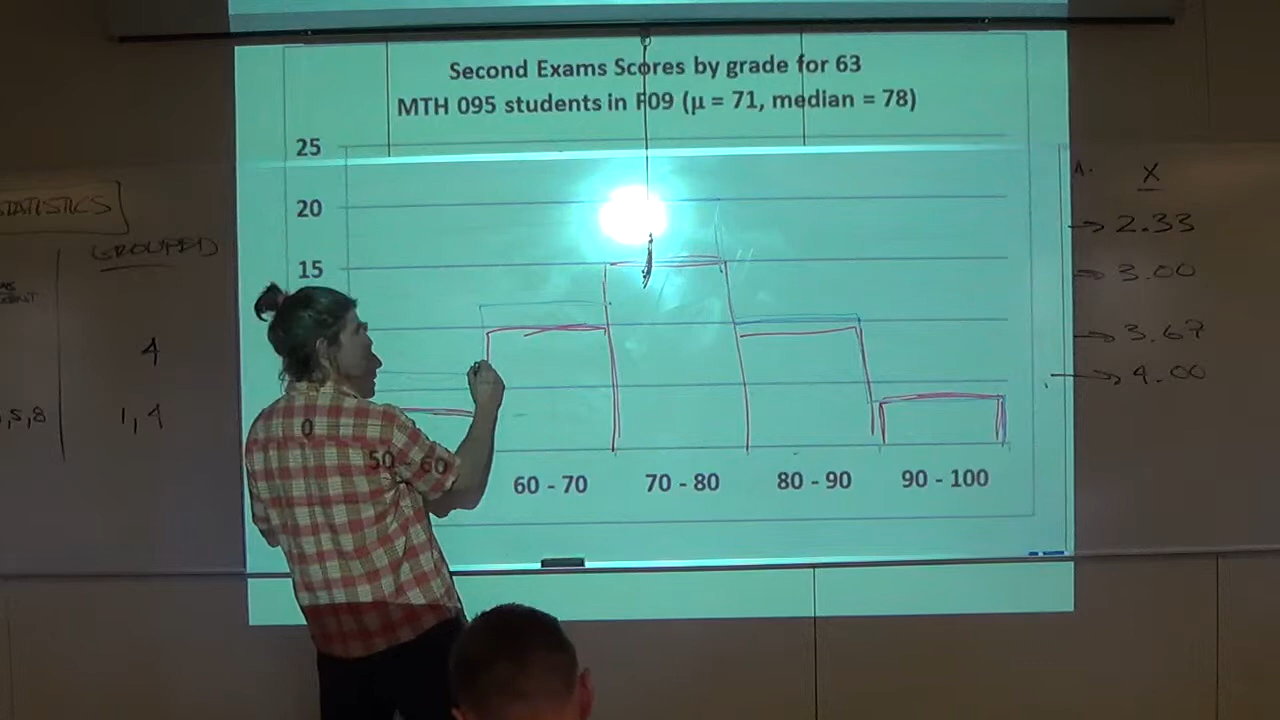 Second Exams Scores by grade for 63
MTH 095 students in F09 (μ = 71, median = 78)
25
20
15
0
50 - 60
60 - 70
70 - 80
80 - 90
90 - 100
STATISTICS
GROUPED
4
,5,8
1,4
X
→ 2.33
→ 3.00
→ 3.67
→ 4.00